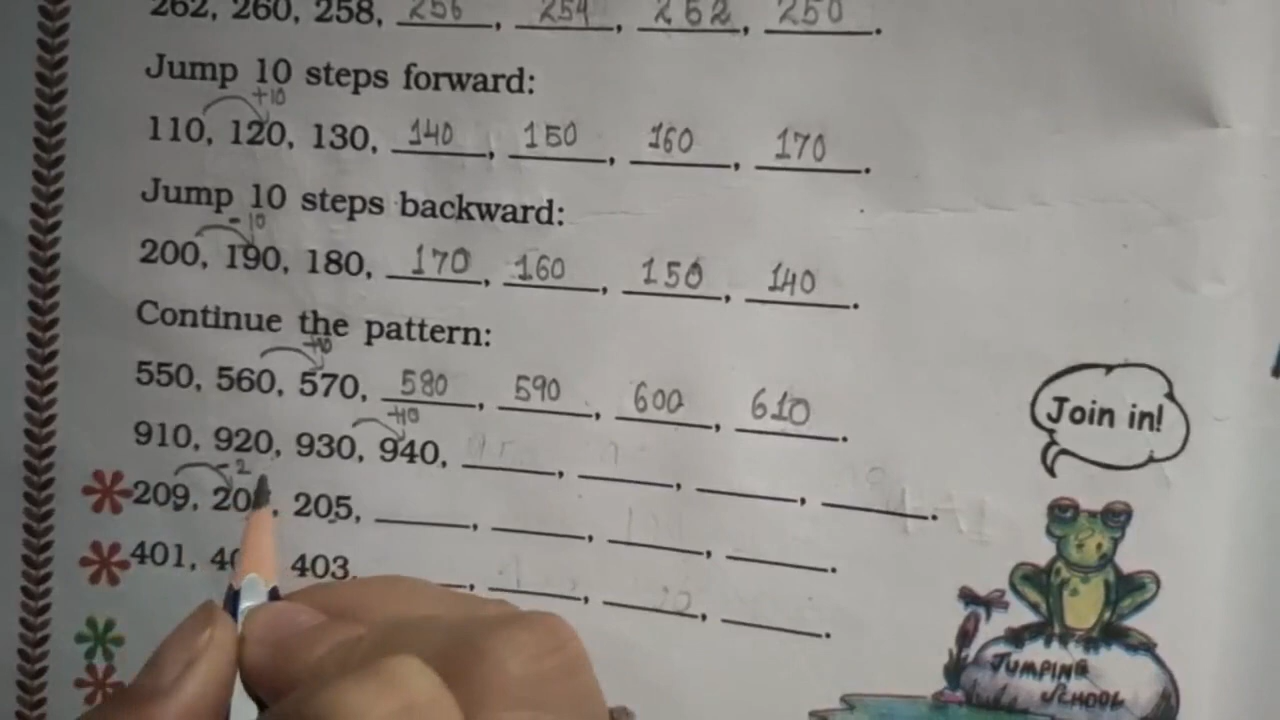 262, 260, 258, 256, 254, 262, 250.
Jump 10 steps forward:
+10
110, 120, 130, 140, 150, 160, 170.
Jump 10 steps backward:
- 10
200, 190, 180, 170, 160, 150, 140.
Continue the pattern:
+10
550, 560, 570, 580, 590, 600, 610.
+10
910, 920, 930, 940,
- 2
209, 205,
401, 403,
Join in!
JUMPING
SCHOOL